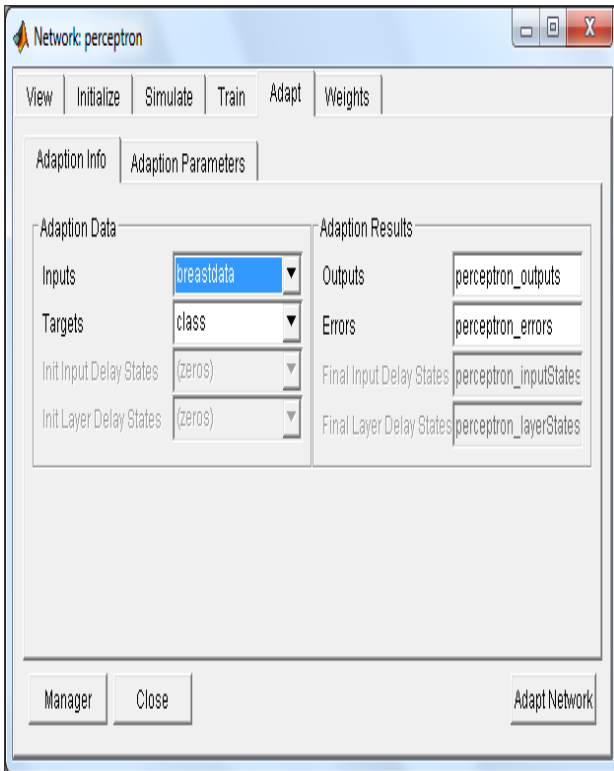 Network: perceptron
View Initialize Simulate Train Adapt Weights
Adaption Info Adaption Parameters
Adaption Data
Inputs breastdata
Targets class
Init Input Delay States (zeros)
Init Layer Delay States (zeros)
Adaption Results
Outputs perceptron_outputs
Errors perceptron_errors
Final Input Delay States perceptron_inputStates
Final Layer Delay States perceptron_layerStates
Manager Close Adapt Network